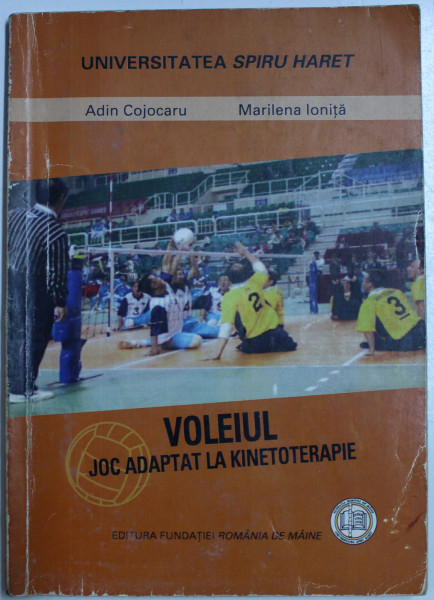 UNIVERSITATEA SPIRU HARET
Adin Cojocaru Marilena Ioniță
2
3
VOLEIUL
JOC ADAPTAT LA KINETOTERAPIE
EDITURA FUNDAȚIEI ROMÂNIA DE MÂINE